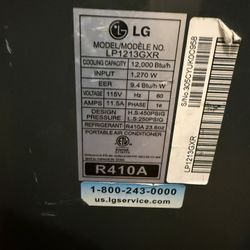 LG
MODEL/MODÈLE NO.
LP1213GXR
COOLING CAPACITY 12,000 Btu/h
INPUT 1,270 W
EER 9.4 Btu/h·W
VOLTAGE 115V Hz 60
AMPS 11.5A PHASE 1ø
DESIGN PRESSURE H.S:450PSIG
L.S:250PSIG
REFRIGERANT R410A 23.6oz
PORTABLE AIR CONDITIONER
R410A
1-800-243-0000
us.lgservice.com
LP1213GXR